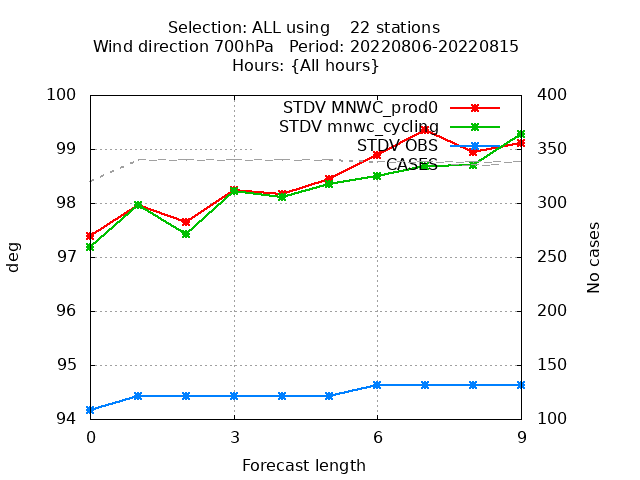 Selection: ALL using    22 stations
Wind direction 700hPa   Period: 20220806-20220815
Hours: {All hours}
100
99
98
97
96
95
94
deg
400
350
300
250
200
150
100
No cases
STDV MNWC_prod0
STDV mnwc_cycling
STDV OBS
CASES
0
3
6
9
Forecast length